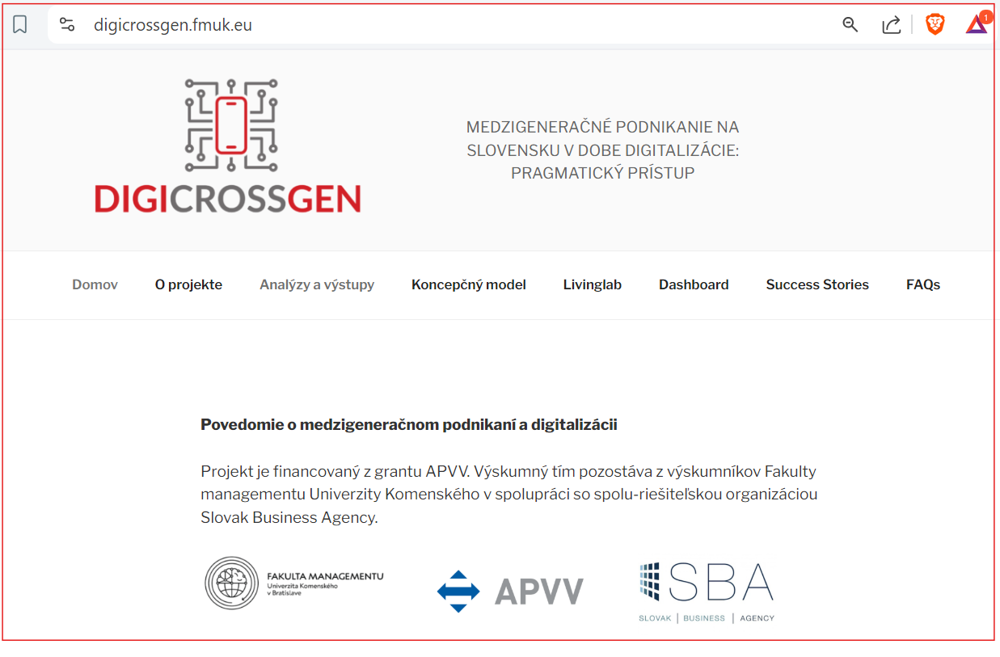 digicrossgen.fmuk.eu
1
DIGICROSSGEN
MEDZIGENERAČNÉ PODNIKANIE NA
SLOVENSKU V DOBE DIGITALIZÁCIE:
PRAGMATICKÝ PRÍSTUP
Domov O projekte Analýzy a výstupy Koncepčný model Livinglab Dashboard Success Stories FAQs
Povedomie o medzigeneračnom podnikaní a digitalizácii
Projekt je financovaný z grantu APVV. Výskumný tím pozostáva z výskumníkov Fakulty
managementu Univerzity Komenského v spolupráci so spolu-riešiteľskou organizáciou
Slovak Business Agency.
FAKULTA MANAGEMENTU
Univerzita Komenského
v Bratislave
APVV
SBA
SLOVAK | BUSINESS | AGENCY